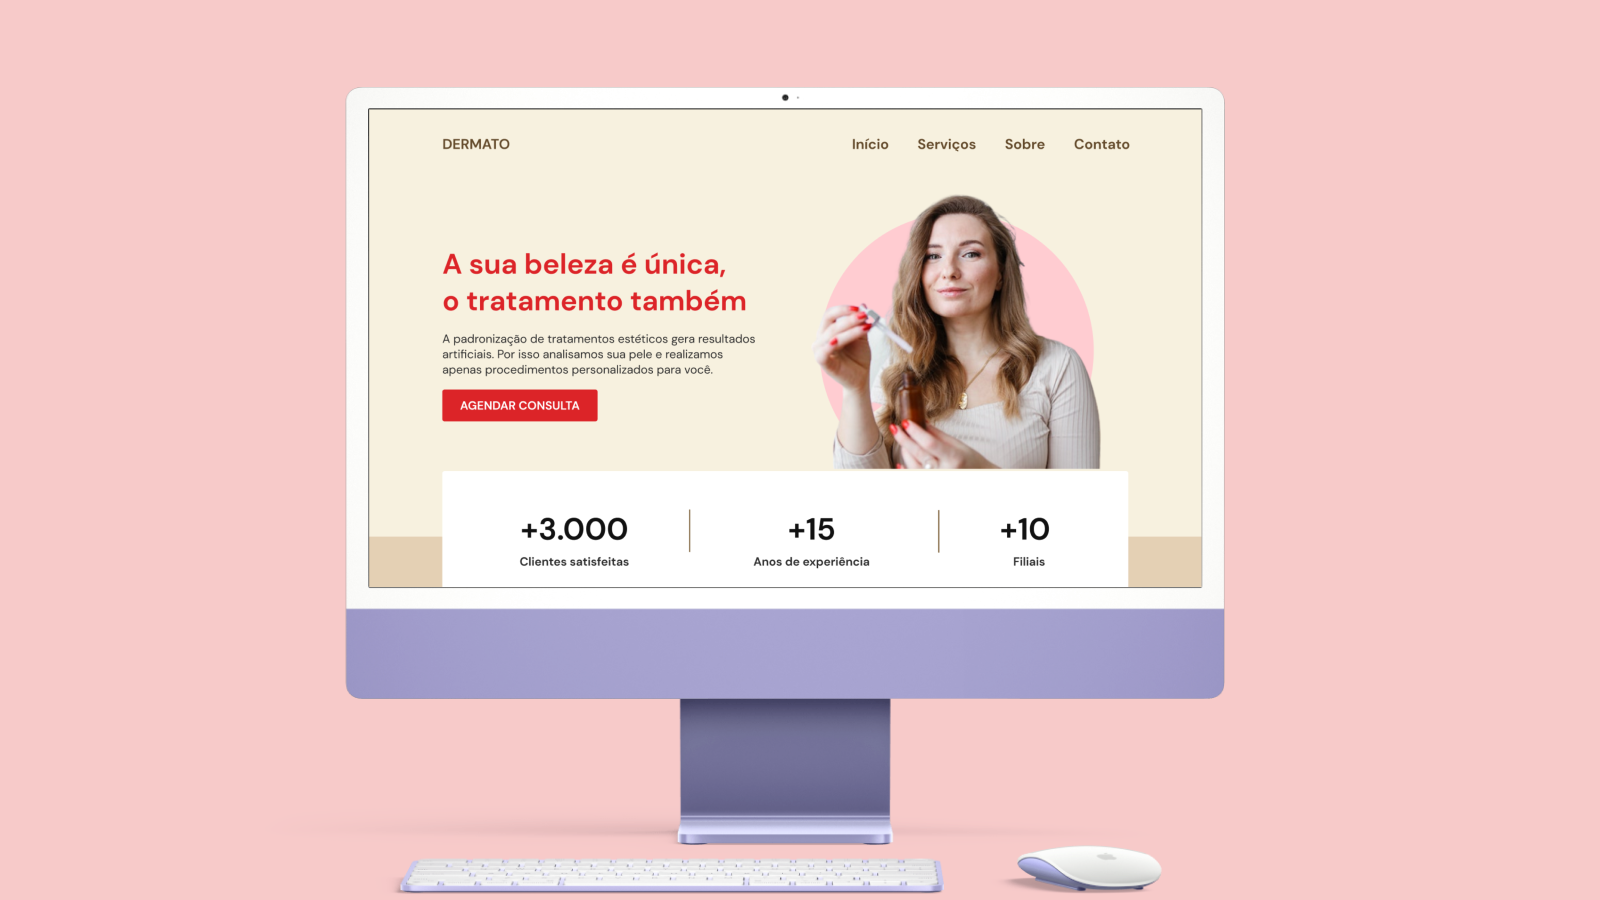 DERMATO
Início Serviços Sobre Contato
A sua beleza é única,
o tratamento também
A padronização de tratamentos estéticos gera resultados
artificiais. Por isso analisamos sua pele e realizamos
apenas procedimentos personalizados para você.
AGENDAR CONSULTA
+3.000
Clientes satisfeitas
+15
Anos de experiência
+10
Filiais